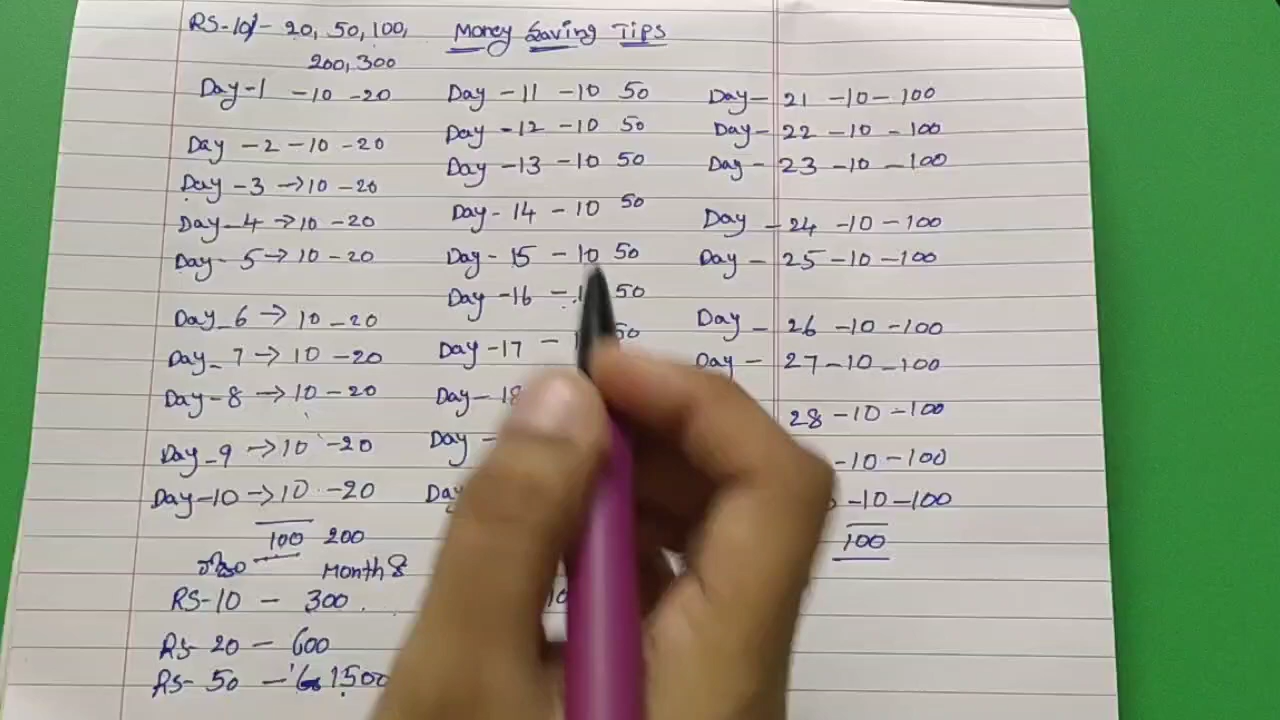 RS-10/- 20, 50, 100,
200, 300
Money Saving Tips
Day-1 -10 -20
Day -2 -10 -20
Day -3 →10 -20
Day -4 →10 -20
Day - 5 →10 -20
Day_6 → 10 -20
Day_7 → 10 -20
Day-8 → 10 -20
Day_9 →10 -20
Day-10 →10 -20
100 200
Month
RS-10 - 300.
RS- 20 - 600
RS- 50 - 1500
Day -11 -10 50
Day -12 -10 50
Day -13 -10 50
Day -14 -10 50
Day - 15 -10 50
Day -16 - 50
Day -17 - 50
Day - 18
Day -
Day
10
Day - 21 -10 - 100
Day - 22 -10 - 100
Day - 23 -10 - 100
Day - 24 -10 -100
Day - 25 -10 -100
Day - 26 -10 -100
Day - 27 -10 -100
28 -10 -100
-10 -100
-10 -100
100